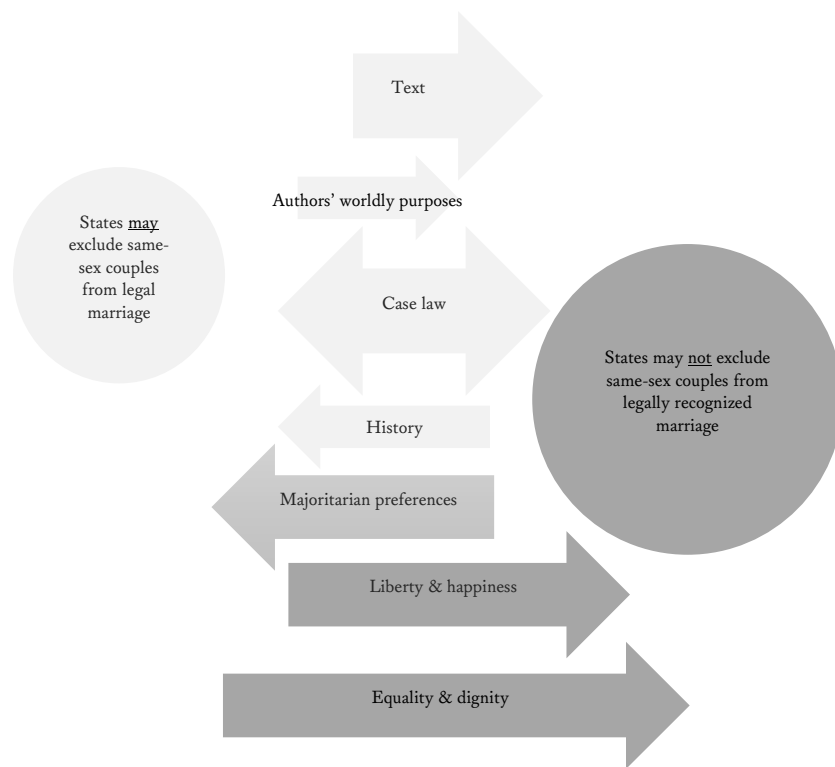 Text
Authors’ worldly purposes
States may
exclude same-
sex couples
from legal
marriage
Case law
States may not exclude
same-sex couples from
legally recognized
marriage
History
Majoritarian preferences
Liberty & happiness
Equality & dignity